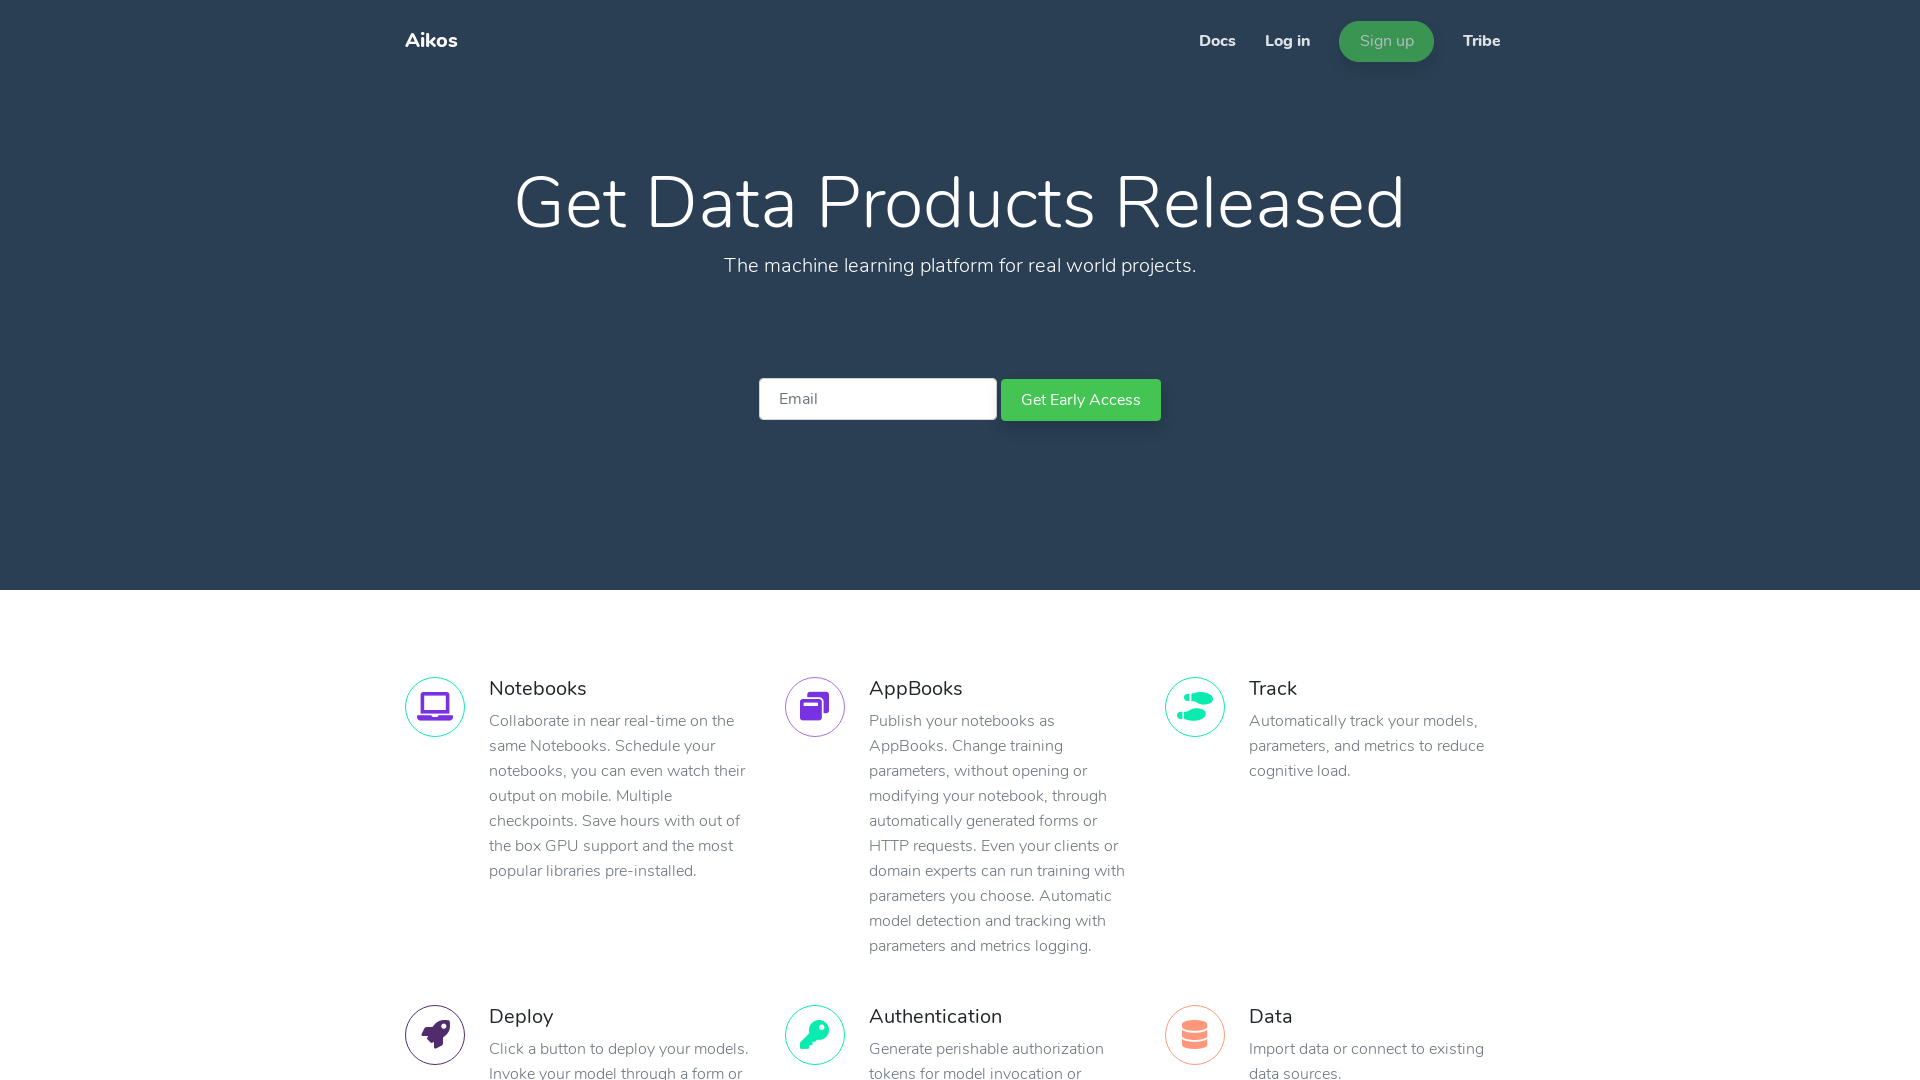 Aikos
Docs
Log in
Sign up
Tribe
Get Data Products Released
The machine learning platform for real world projects.
Email
Get Early Access
Notebooks
Collaborate in near real-time on the
same Notebooks. Schedule your
notebooks, you can even watch their
output on mobile. Multiple
checkpoints. Save hours with out of
the box GPU support and the most
popular libraries pre-installed.
AppBooks
Publish your notebooks as
AppBooks. Change training
parameters, without opening or
modifying your notebook, through
automatically generated forms or
HTTP requests. Even your clients or
domain experts can run training with
parameters you choose. Automatic
model detection and tracking with
parameters and metrics logging.
Track
Automatically track your models,
parameters, and metrics to reduce
cognitive load.
Deploy
Click a button to deploy your models.
Invoke your model through a form or
Authentication
Generate perishable authorization
tokens for model invocation or
Data
Import data or connect to existing
data sources.